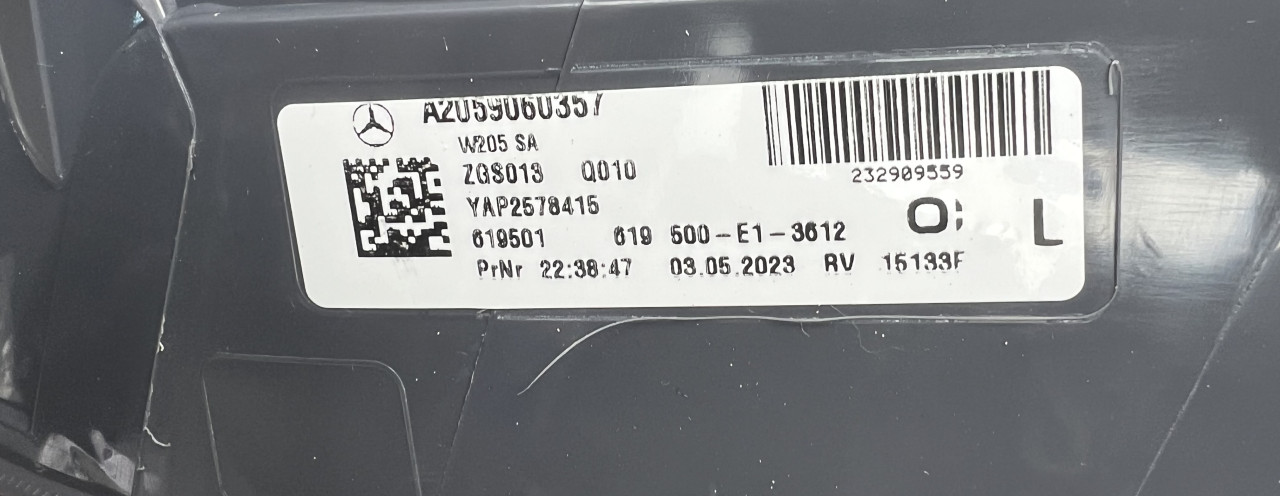 A2059060357
W205 SA
ZGS013 Q010
232909559
YAP2578415
O; L
619501 619 500-E1-3612
PrNr 22:38:47 03.05.2023 RV 15133F